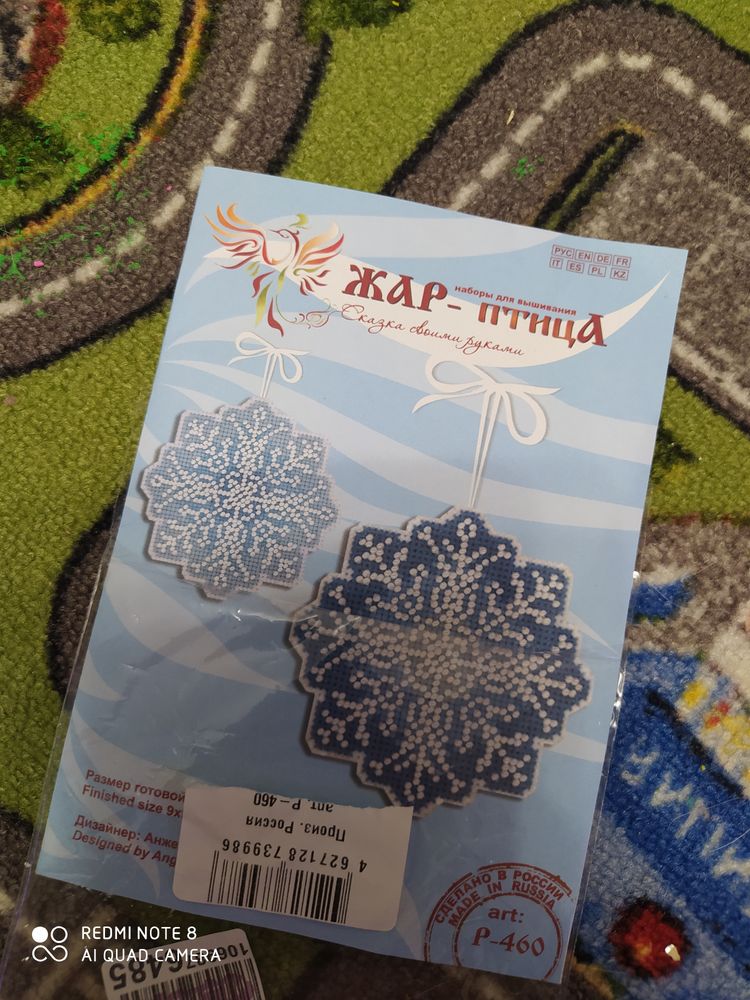 РУС EN DE FR
IT ES PL KZ
ЖАР-ПТИЦА
наборы для вышивания
Сказка своими руками
Размер готовой
Finished size 9х
Дизайнер: Анже
Designed by Ang
арт. Р – 460
Произ. Россия
4 627128 739986
СДЕЛАНО В РОССИИ
MADE IN RUSSIA
art:
P-460
REDMI NOTE 8
AI QUAD CAMERA